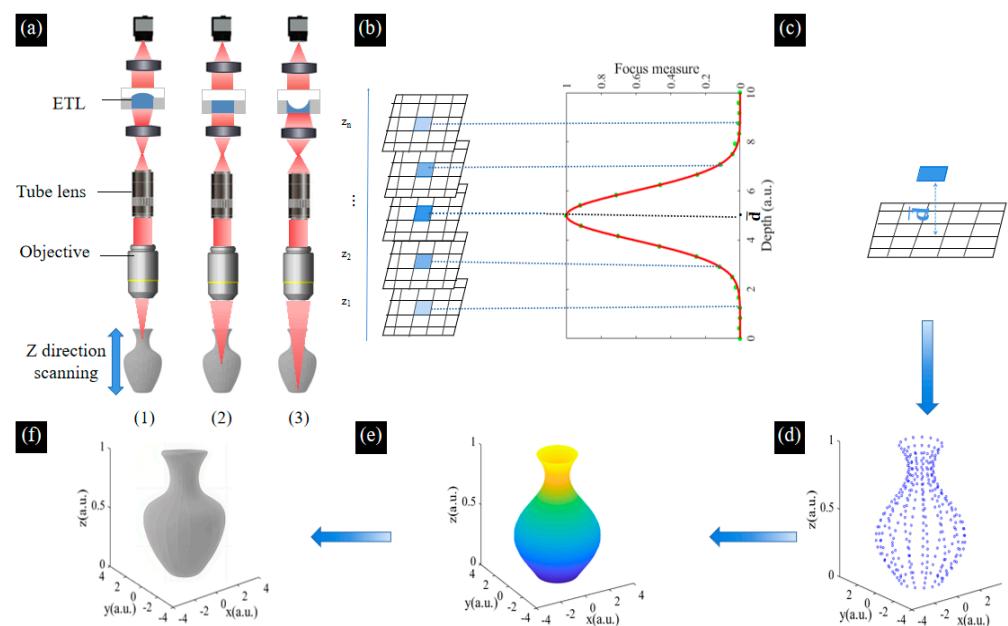 (a)
ETL
Tube lens
Objective
Z direction
scanning
(1) (2) (3)
(b)
zn
...
z2
z1
Focus measure
1 0.8 0.6 0.4 0.2 0
10
8
6
4
2
0
d
Depth (a.u.)
(c)
d
(f)
1
0.5
0
z(a.u.)
4
2
0
-2
-4
y(a.u.)
-4
-2
0
2
4
x(a.u.)
(e)
1
0.5
0
z(a.u.)
4
2
0
-2
-4
y(a.u.)
-4
-2
0
2
4
x(a.u.)
(d)
1
0.5
0
z(a.u.)
4
2
0
-2
-4
y(a.u.)
-4
-2
0
2
4
x(a.u.)